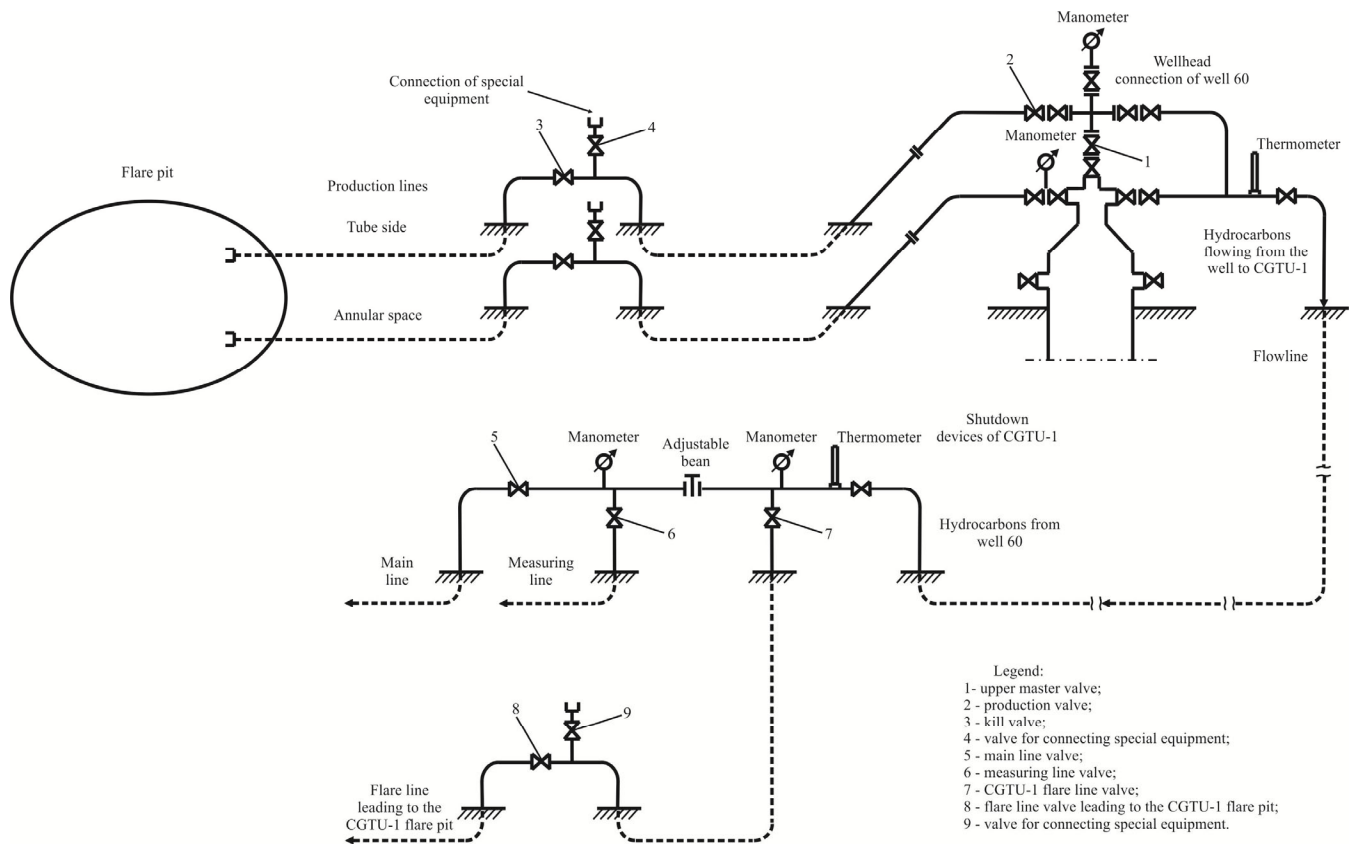 Manometer
2
Wellhead
connection of well 60
Connection of special
equipment
3
4
Manometer
1
Thermometer
Flare pit
Production lines
Tube side
Hydrocarbons
flowing from the
well to CGTU-1
Annular space
Flowline
Shutdown
devices of CGTU-1
5
Manometer
Adjustable
bean
Manometer
Thermometer
6
7
Hydrocarbons from
well 60
Main
line
Measuring
line
Legend:
1- upper master valve;
2 - production valve;
3 - kill valve;
4 - valve for connecting special equipment;
5 - main line valve;
6 - measuring line valve;
7 - CGTU-1 flare line valve;
8 - flare line valve leading to the CGTU-1 flare pit;
9 - valve for connecting special equipment.
8
9
Flare line
leading to the
CGTU-1 flare pit